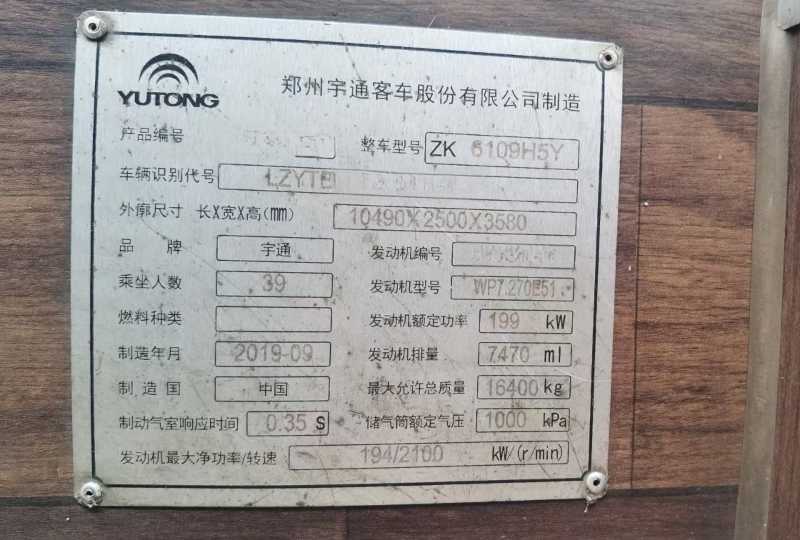 YUTONG 郑州宇通客车股份有限公司制造
产品编号 整车型号 ZK 6109H5Y
车辆识别代号 LZYTE
外廓尺寸 长X宽X高(mm) 10490X2500X3580
品 牌 宇通 发动机编号
乘坐人数 39 发动机型号 WP7.270E51
燃料种类 发动机额定功率 199 kW
制造年月 2019-09 发动机排量 7470 ml
制造国 中国 最大允许总质量 16400 kg
制动气室响应时间 0.35 S 储气筒额定气压 1000 kPa
发动机最大净功率/转速 194/2100 kW/(r/min)